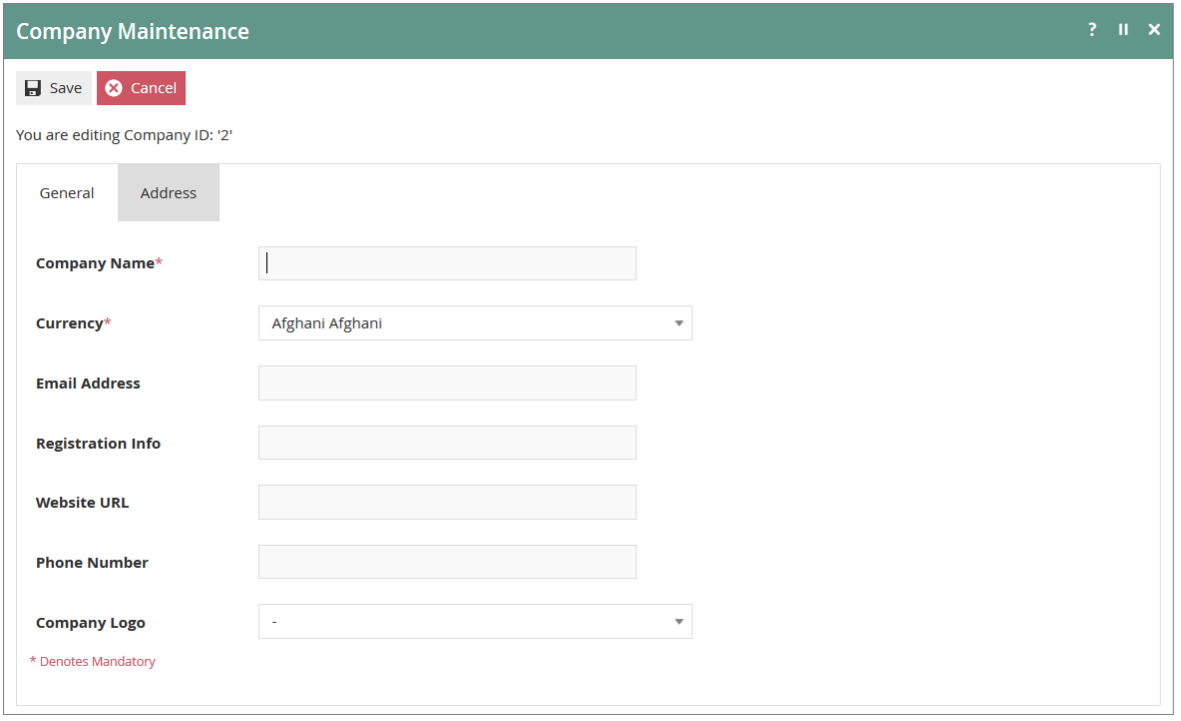 Company Maintenance
?
Save Cancel
You are editing Company ID: '2'
General Address
Company Name*
Currency* Afghani Afghani
Email Address
Registration Info
Website URL
Phone Number
Company Logo -
* Denotes Mandatory